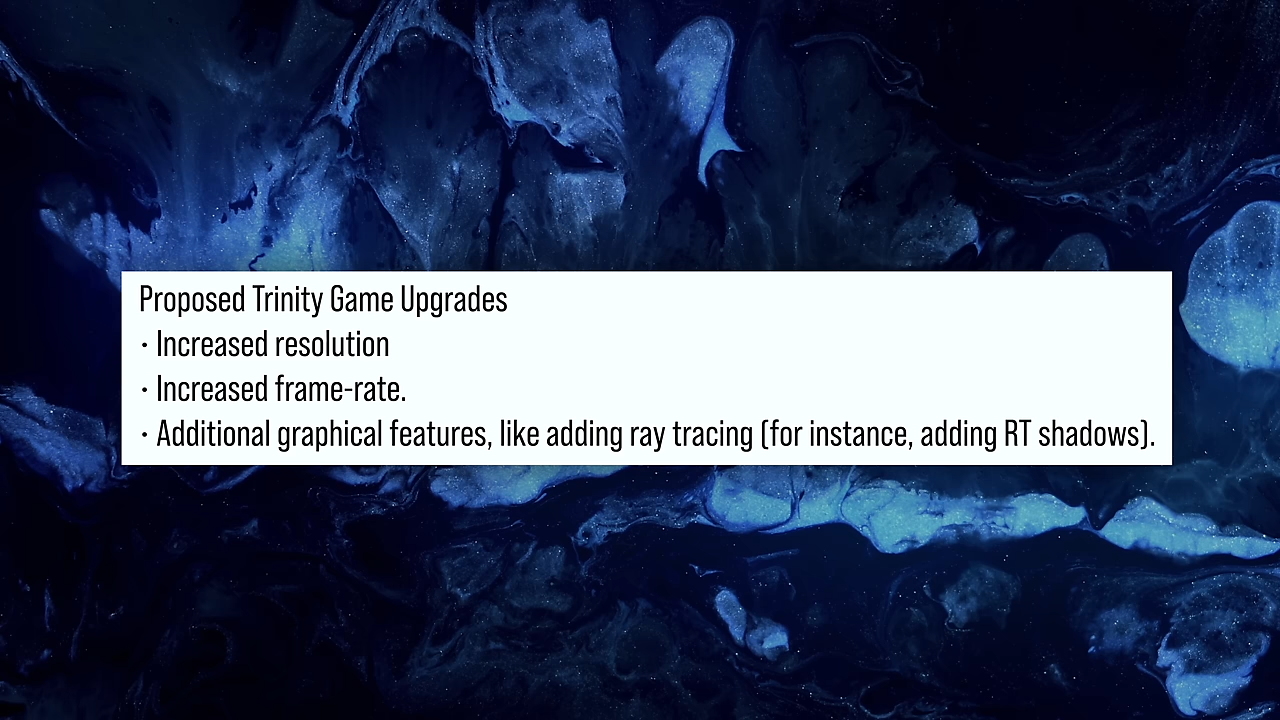 Proposed Trinity Game Upgrades
· Increased resolution
· Increased frame-rate.
· Additional graphical features, like adding ray tracing (for instance, adding RT shadows).